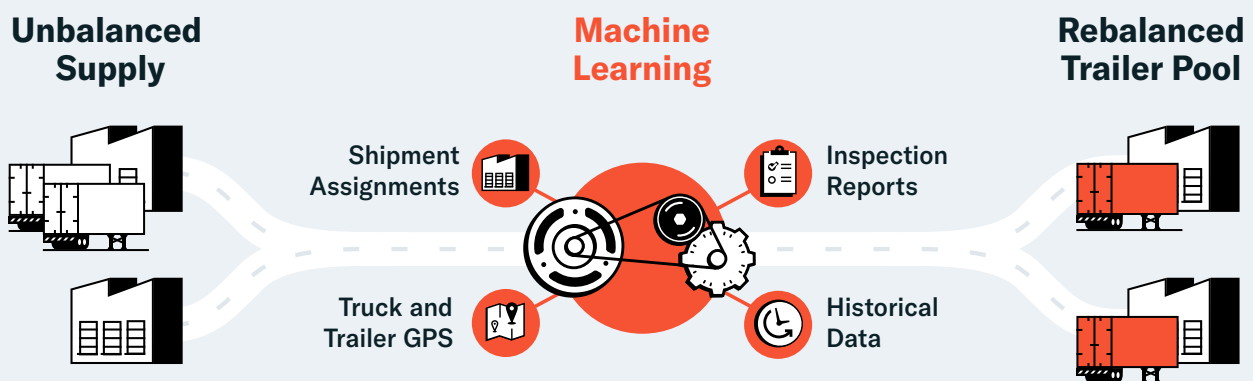 Unbalanced
Supply
Machine
Learning
Rebalanced
Trailer Pool
Shipment
Assignments
Inspection
Reports
Truck and
Trailer GPS
Historical
Data